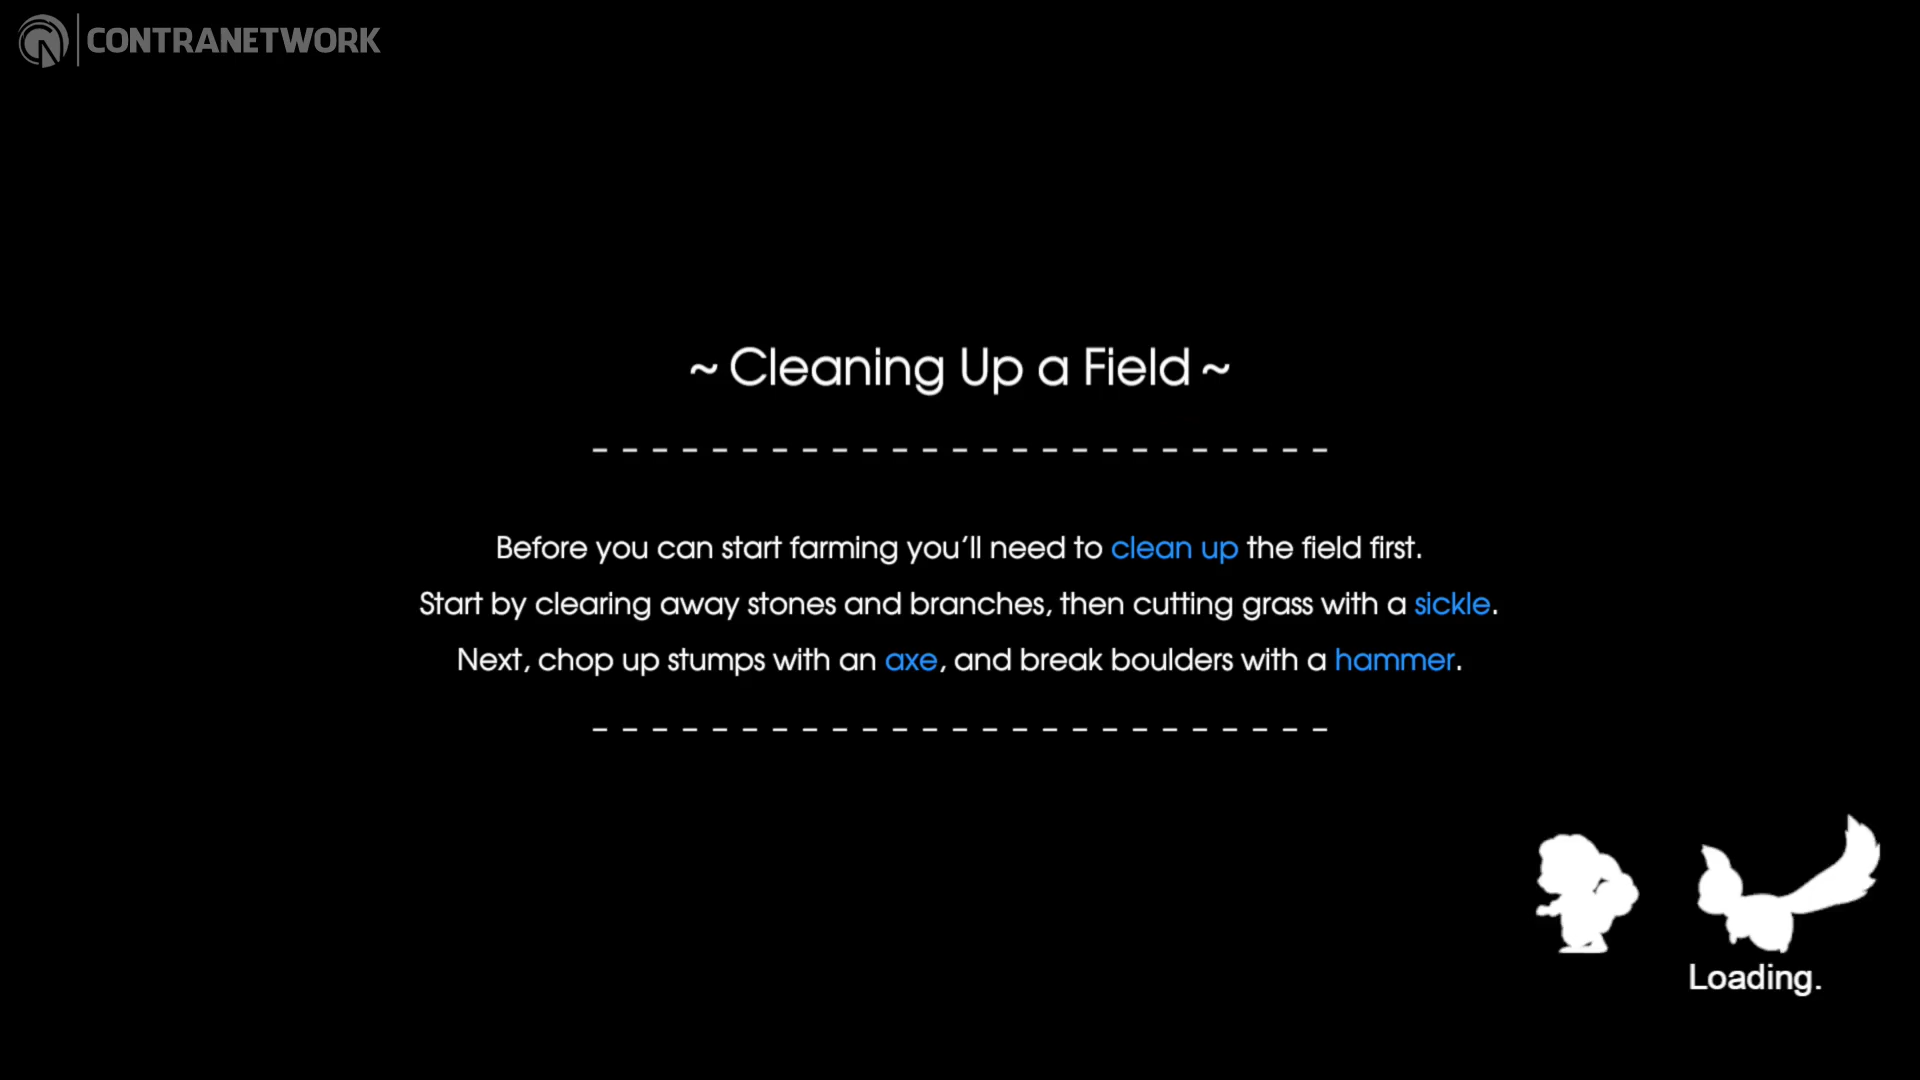 CONTRANETWORK
~ Cleaning Up a Field ~
Before you can start farming you'll need to clean up the field first.
Start by clearing away stones and branches, then cutting grass with a sickle.
Next, chop up stumps with an axe, and break boulders with a hammer.
Loading.